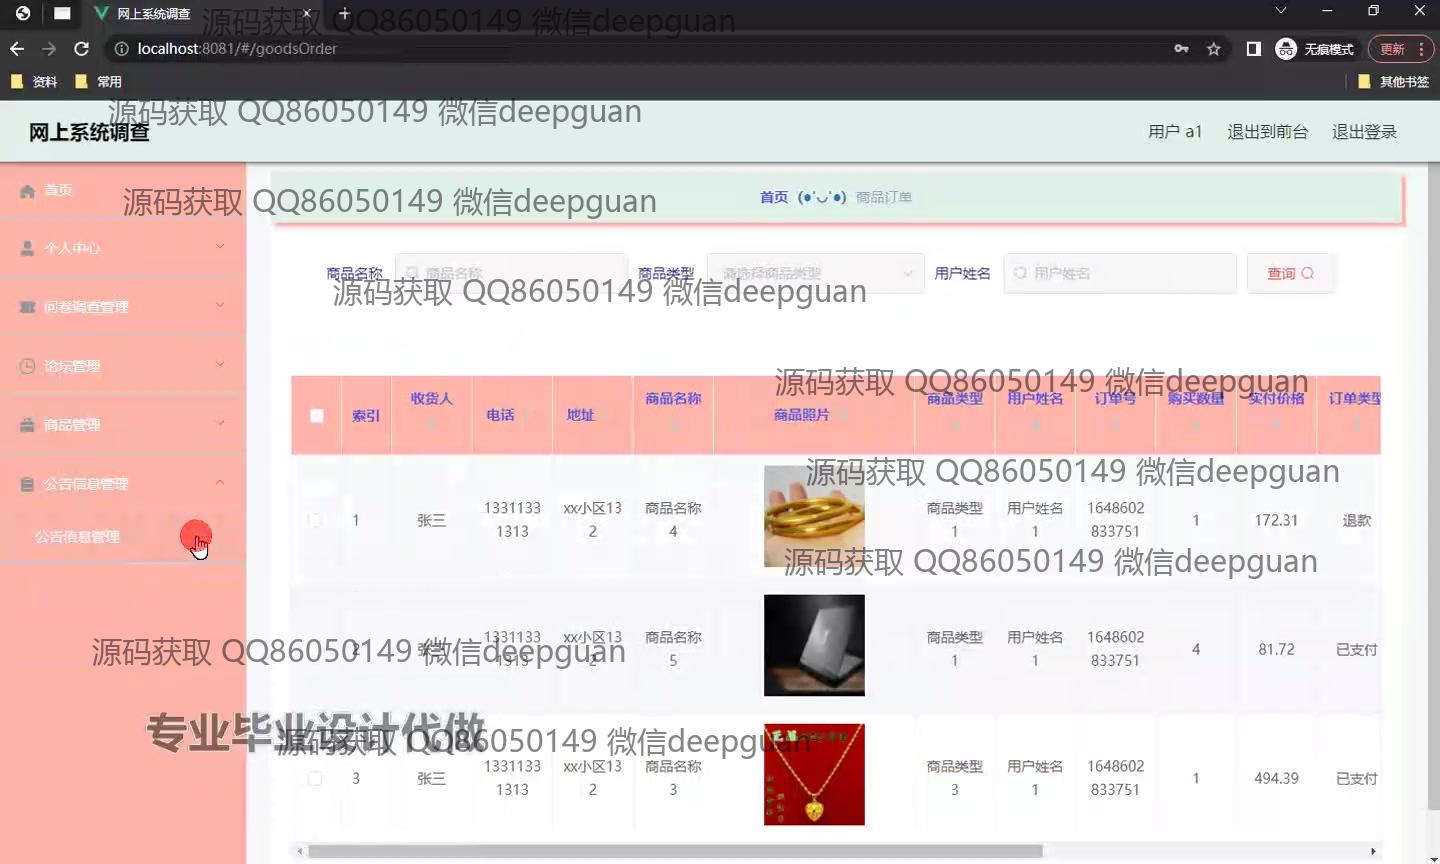 网上系统调查
源码获取 QQ86050149 微信deepguan
localhost:8081/#/goodsOrder
无痕模式
更新
资料
常用
其他书签
源码获取 QQ86050149 微信deepguan
网上系统调查
用户 a1
退出到前台
退出登录
首页
源码获取 QQ86050149 微信deepguan
首页 (●'◡'●) 商品订单
个人中心
商品名称
商品名称
商品类型
请选择商品类型
用户姓名
用户姓名
查询
源码获取 QQ86050149 微信deepguan
问卷调查管理
论坛管理
源码获取 QQ86050149 微信deepguan
索引 收货人 电话 地址 商品名称 商品照片 商品类型 用户姓名 订单号 购买数量 实付价格 订单类型
商品管理
公告信息管理
源码获取 QQ86050149 微信deepguan
1 张三 1331133 xx小区13 商品名称 商品类型 用户姓名 1648602 1 172.31 退款
1313 2 4 1 1 833751
公告信息管理
源码获取 QQ86050149 微信deepguan
2 张三 1331133 xx小区13 商品名称 商品类型 用户姓名 1648602 4 81.72 已支付
1313 2 5 1 1 833751
源码获取 QQ86050149 微信deepguan
专业毕业设计代做
源码获取 QQ86050149 微信deepguan
3 张三 1331133 xx小区13 商品名称 商品类型 用户姓名 1648602 1 494.39 已支付
1313 2 3 3 1 833751